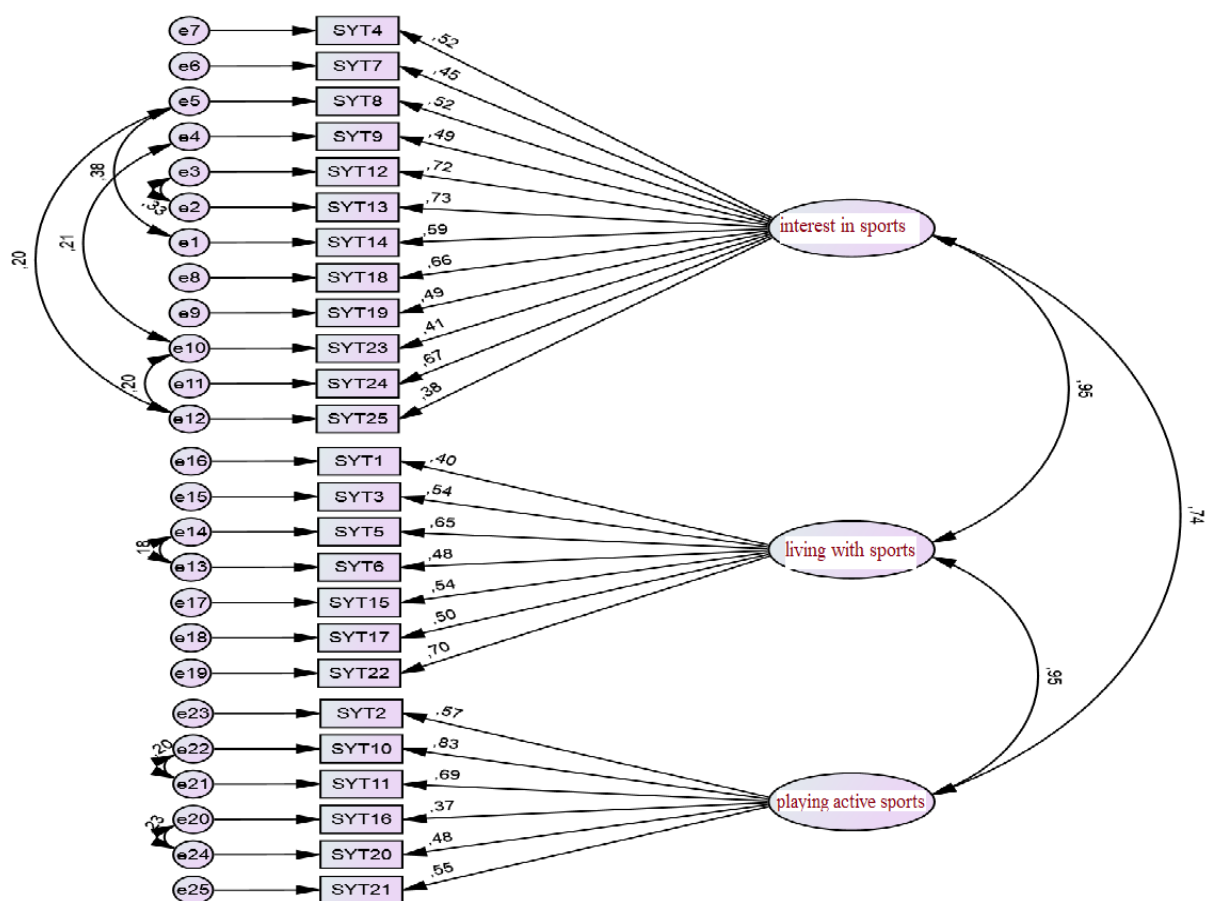 e7 SYT4 ,52
e6 SYT7 ,45
e5 SYT8 ,52
e4 SYT9 ,49
e3 SYT12 ,72
e2 SYT13 ,73
e1 SYT14 ,59
e8 SYT18 ,66
e9 SYT19 ,49
e10 SYT23 ,41
e11 SYT24 ,67
e12 SYT25 ,38
,38
,33
,21
,20
,20
interest in sports
,95
,74
e16 SYT1 ,40
e15 SYT3 ,54
e14 SYT5 ,65
e13 SYT6 ,48
e17 SYT15 ,54
e18 SYT17 ,50
e19 SYT22 ,70
,18
living with sports
,95
e23 SYT2 ,57
e22 SYT10 ,83
e21 SYT11 ,69
e20 SYT16 ,37
e24 SYT20 ,48
e25 SYT21 ,55
,20
,23
playing active sports